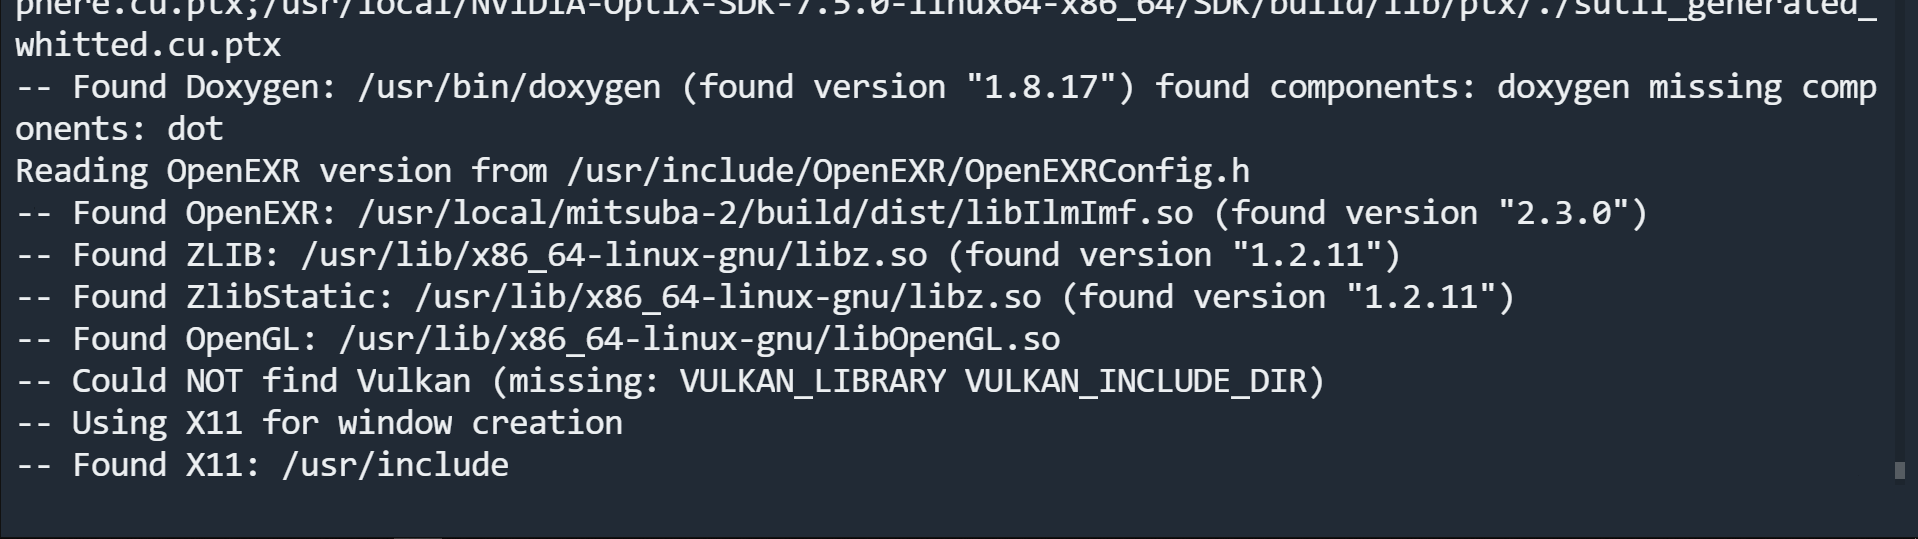 phere.cu.ptx;/usr/local/NVIDIA-OptiX-SDK-7.5.0-linux64-x86_64/SDK/build/lib/ptx/./sutil_generated_
whitted.cu.ptx
-- Found Doxygen: /usr/bin/doxygen (found version "1.8.17") found components: doxygen missing comp
onents: dot
Reading OpenEXR version from /usr/include/OpenEXR/OpenEXRConfig.h
-- Found OpenEXR: /usr/local/mitsuba-2/build/dist/libIlmImf.so (found version "2.3.0")
-- Found ZLIB: /usr/lib/x86_64-linux-gnu/libz.so (found version "1.2.11")
-- Found ZlibStatic: /usr/lib/x86_64-linux-gnu/libz.so (found version "1.2.11")
-- Found OpenGL: /usr/lib/x86_64-linux-gnu/libOpenGL.so
-- Could NOT find Vulkan (missing: VULKAN_LIBRARY VULKAN_INCLUDE_DIR)
-- Using X11 for window creation
-- Found X11: /usr/include